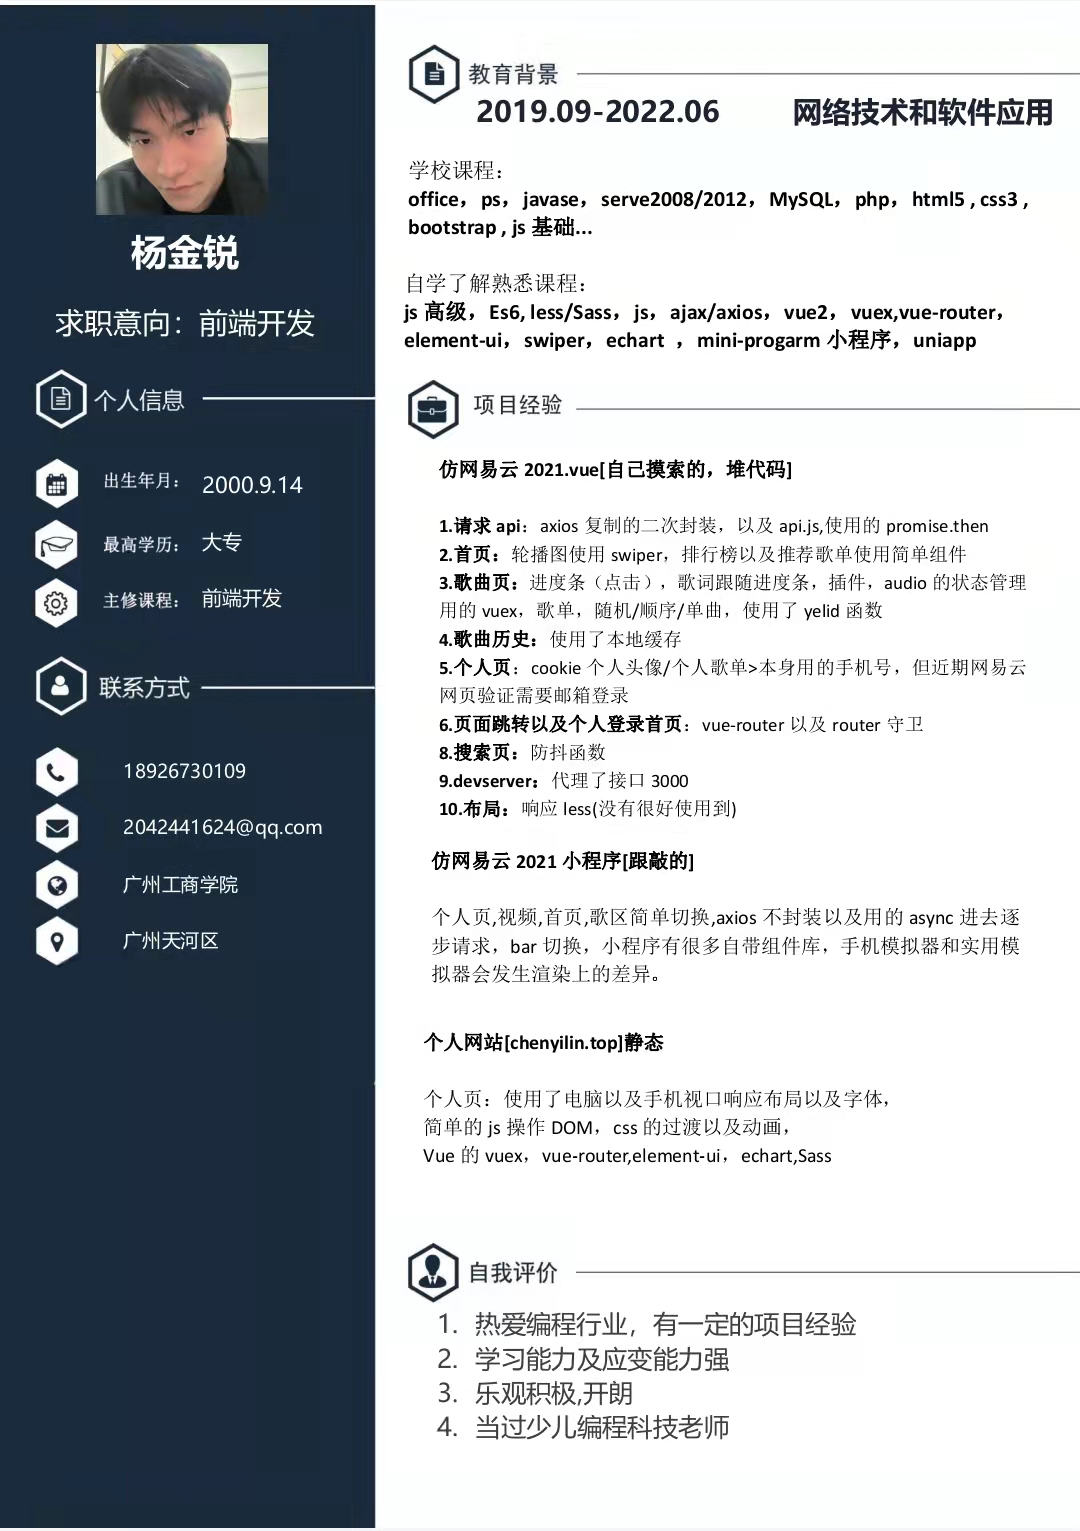 杨金锐
求职意向：前端开发
个人信息
出生年月： 2000.9.14
最高学历： 大专
主修课程： 前端开发
联系方式
18926730109
2042441624@qq.com
广州工商学院
广州天河区
教育背景
2019.09-2022.06 网络技术和软件应用
学校课程：
office，ps，javase，serve2008/2012，MySQL，php，html5 , css3 ,
bootstrap , js 基础...
自学了解熟悉课程：
js 高级，Es6, less/Sass，js，ajax/axios，vue2，vuex,vue-router，
element-ui，swiper，echart ，mini-progarm 小程序，uniapp
项目经验
仿网易云 2021.vue[自己摸索的，堆代码]
1.请求 api：axios 复制的二次封装，以及 api.js,使用的 promise.then
2.首页：轮播图使用 swiper，排行榜以及推荐歌单使用简单组件
3.歌曲页：进度条（点击），歌词跟随进度条，插件，audio 的状态管理
用的 vuex，歌单，随机/顺序/单曲，使用了 yelid 函数
4.歌曲历史：使用了本地缓存
5.个人页：cookie 个人头像/个人歌单>本身用的手机号，但近期网易云
网页验证需要邮箱登录
6.页面跳转以及个人登录首页：vue-router 以及 router 守卫
8.搜索页：防抖函数
9.devserver：代理了接口 3000
10.布局：响应 less(没有很好使用到)
仿网易云 2021 小程序[跟敲的]
个人页,视频,首页,歌区简单切换,axios 不封装以及用的 async 进去逐
步请求，bar 切换，小程序有很多自带组件库，手机模拟器和实用模
拟器会发生渲染上的差异。
个人网站[chenyilin.top]静态
个人页：使用了电脑以及手机视口响应布局以及字体，
简单的 js 操作 DOM，css 的过渡以及动画，
Vue 的 vuex，vue-router,element-ui，echart,Sass
自我评价
1. 热爱编程行业，有一定的项目经验
2. 学习能力及应变能力强
3. 乐观积极,开朗
4. 当过少儿编程科技老师